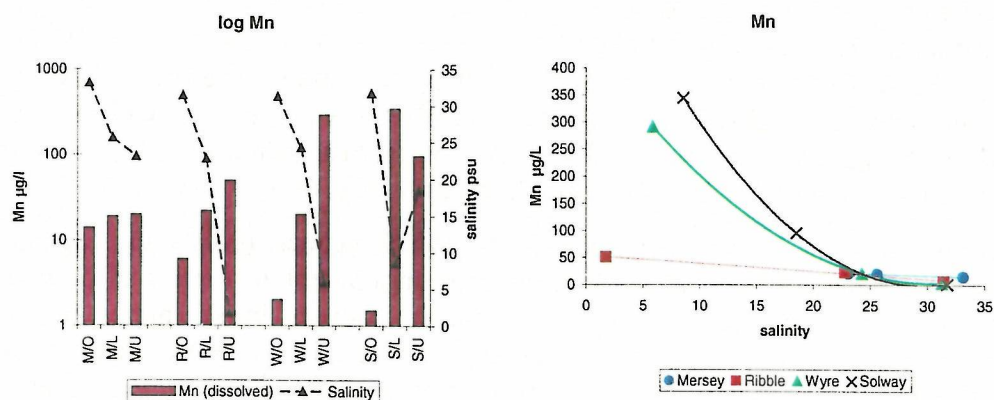 log Mn
1000
100
10
1
Mn µg/l
35
30
25
20
15
10
5
0
salinity psu
M/O
M/L
M/U
R/O
R/L
R/U
W/O
W/L
W/U
S/O
S/L
S/U
Mn (dissolved) Salinity
Mn
400
350
300
250
200
150
100
50
0
Mn µg/L
0 5 10 15 20 25 30 35
salinity
Mersey Ribble Wyre Solway